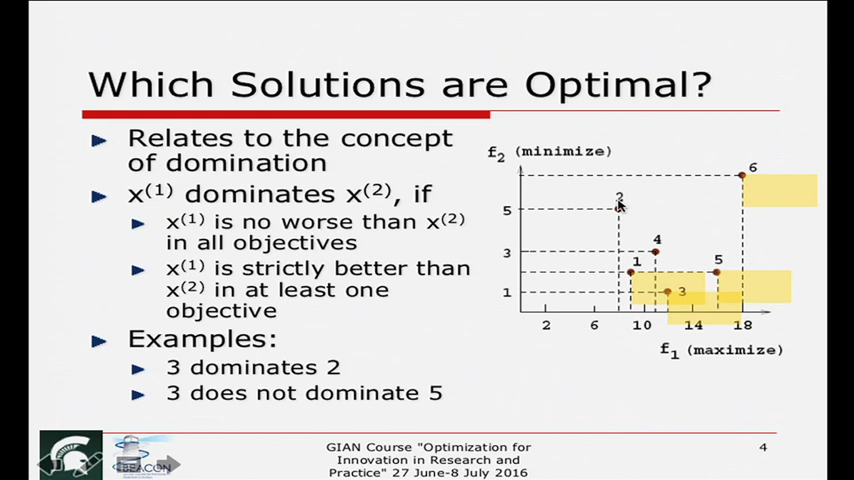 Which Solutions are Optimal?
Relates to the concept
of domination
x(1) dominates x(2), if
x(1) is no worse than x(2)
in all objectives
x(1) is strictly better than
x(2) in at least one
objective
Examples:
3 dominates 2
3 does not dominate 5
f2 (minimize)
6
2
5
4
3
1
5
1
3
2 6 10 14 18
f1 (maximize)
BEACON
GIAN Course "Optimization for
Innovation in Research and
Practice" 27 June-8 July 2016
4